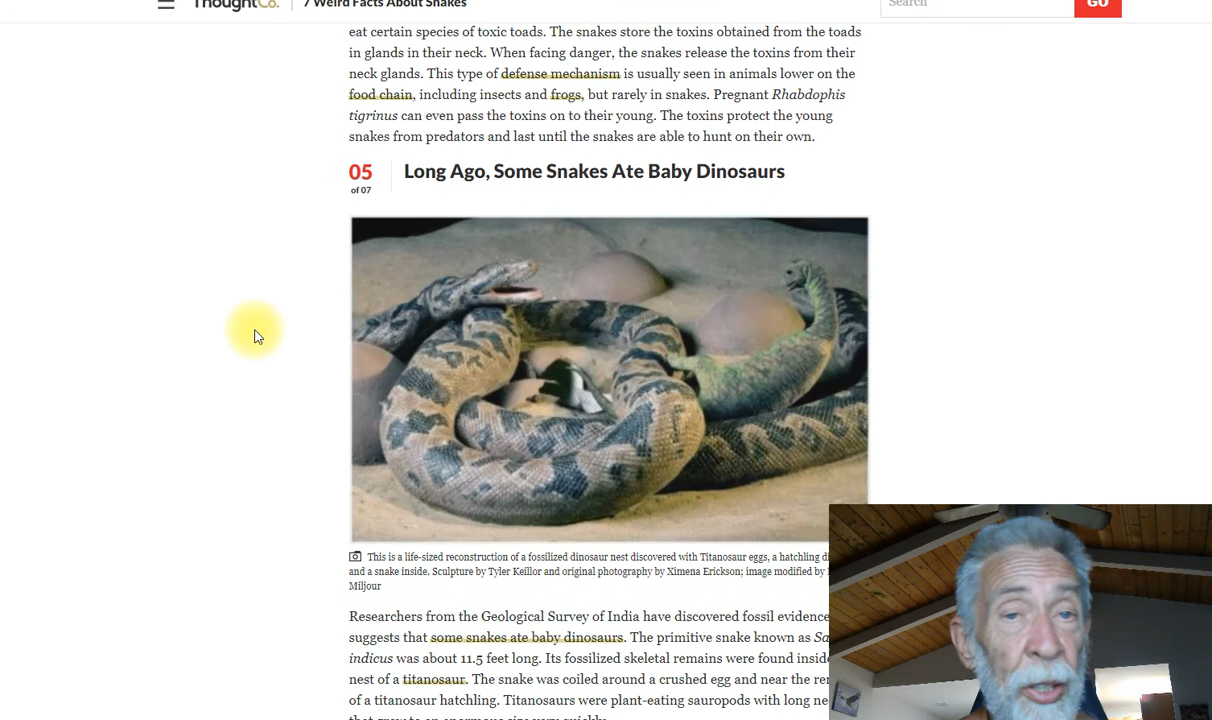 ThoughtCo.
7 Weird Facts About Snakes
Search
GO
eat certain species of toxic toads. The snakes store the toxins obtained from the toads
in glands in their neck. When facing danger, the snakes release the toxins from their
neck glands. This type of defense mechanism is usually seen in animals lower on the
food chain, including insects and frogs, but rarely in snakes. Pregnant Rhabdophis
tigrinus can even pass the toxins on to their young. The toxins protect the young
snakes from predators and last until the snakes are able to hunt on their own.
05
of 07
Long Ago, Some Snakes Ate Baby Dinosaurs
This is a life-sized reconstruction of a fossilized dinosaur nest discovered with Titanosaur eggs, a hatchling
and a snake inside. Sculpture by Tyler Keillor and original photography by Ximena Erickson; image modified by
Miljour
Researchers from the Geological Survey of India have discovered fossil evidence
suggests that some snakes ate baby dinosaurs. The primitive snake known as
indicus was about 11.5 feet long. Its fossilized skeletal remains were found
nest of a titanosaur. The snake was coiled around a crushed egg and near the
of a titanosaur hatchling. Titanosaurs were plant-eating sauropods with long
that grew to an enormous size very quickly.